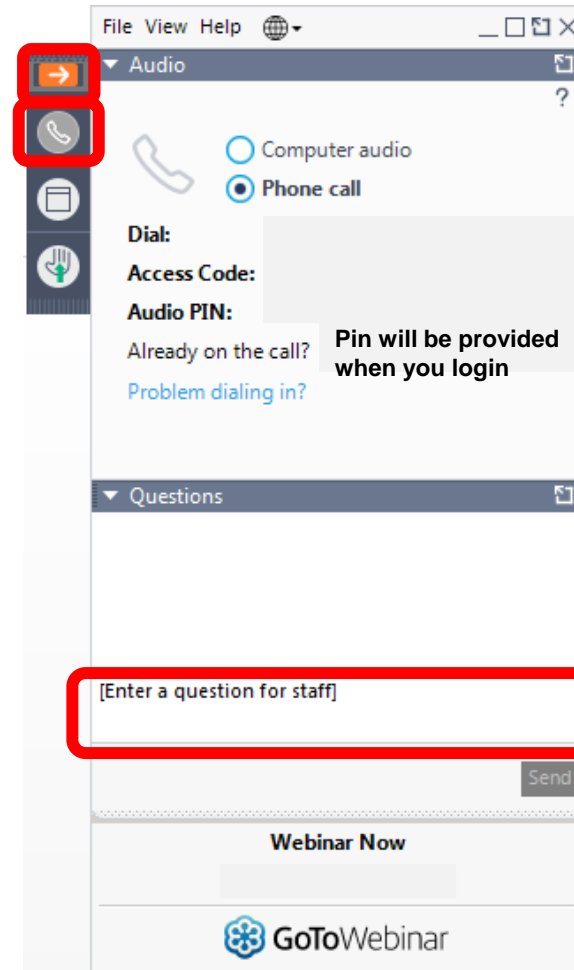 File View Help
Audio
?
Computer audio
Phone call
Dial:
Access Code:
Audio PIN:
Pin will be provided
when you login
Already on the call?
Problem dialing in?
Questions
[Enter a question for staff]
Send
Webinar Now
GoToWebinar